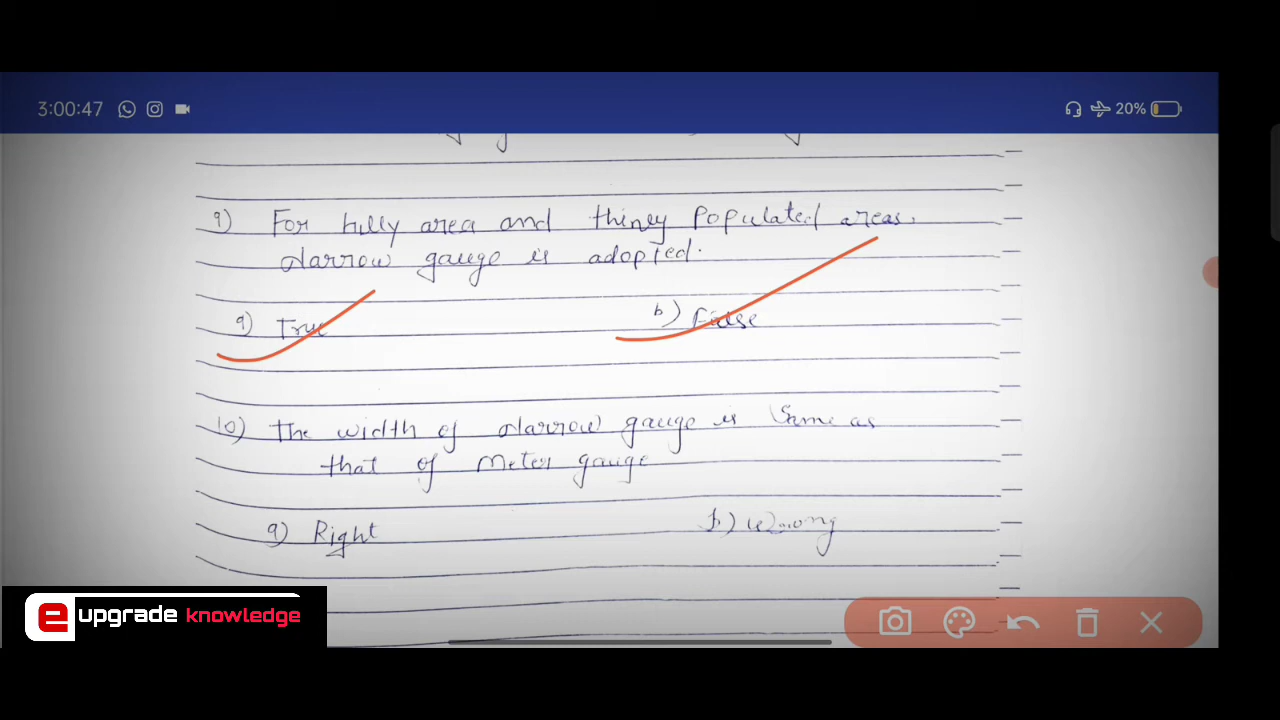 3:00:47
20%
9) For hilly area and thinly Populated areas.
Narrow gauge is adopted.
a) True b) False
10) The width of Narrow gauge is Same as
that of Meter gauge
a) Right b) Wrong
e upgrade knowledge